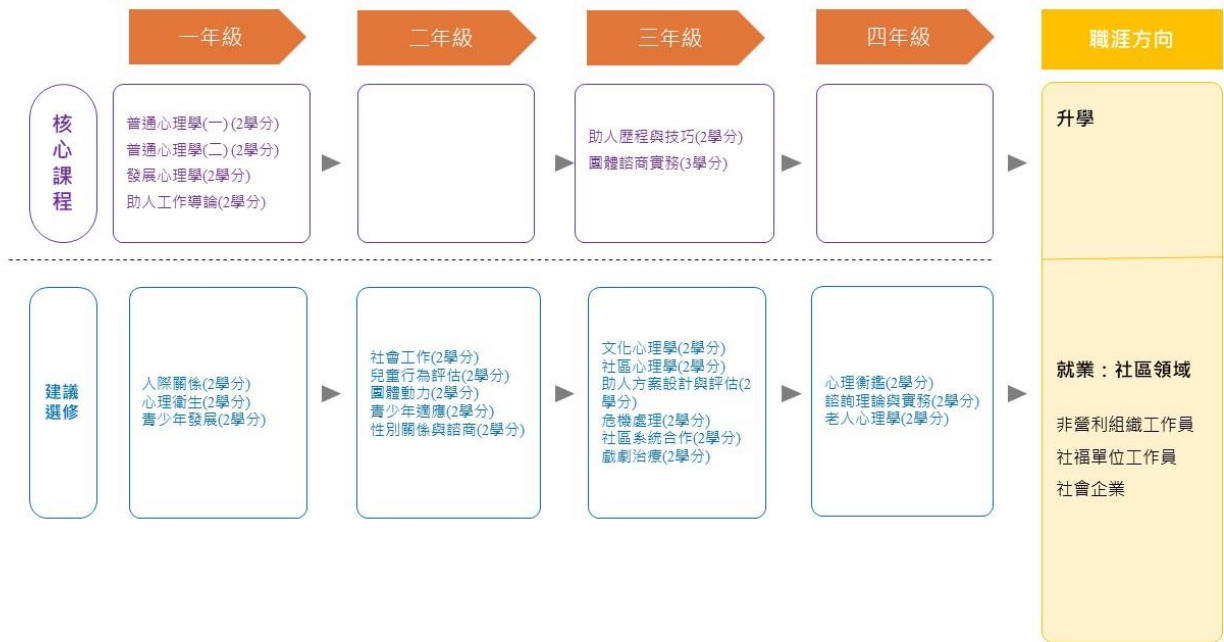 一年級
二年級
三年級
四年級
職涯方向
核
心
課
程
普通心理學(一) (2學分)
普通心理學(二) (2學分)
發展心理學(2學分)
助人工作導論(2學分)
助人歷程與技巧(2學分)
團體諮商實務(3學分)
升學
建議
選修
人際關係(2學分)
心理衛生(2學分)
青少年發展(2學分)
社會工作(2學分)
兒童行為評估(2學分)
團體動力(2學分)
青少年適應(2學分)
性別關係與諮商(2學分)
文化心理學(2學分)
社區心理學(2學分)
助人方案設計與評估(2
學分)
危機處理(2學分)
社區系統合作(2學分)
戲劇治療(2學分)
心理衡鑑(2學分)
諮詢理論與實務(2學分)
老人心理學(2學分)
就業：社區領域
非營利組織工作員
社福單位工作員
社會企業